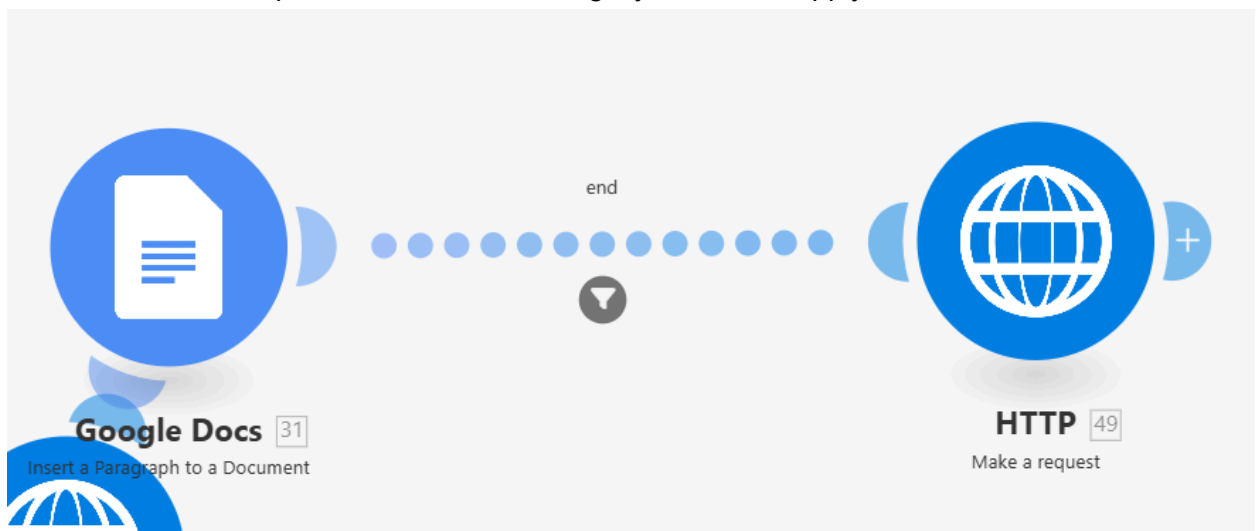 end
Google Docs 31
Insert a Paragraph to a Document
HTTP 49
Make a request